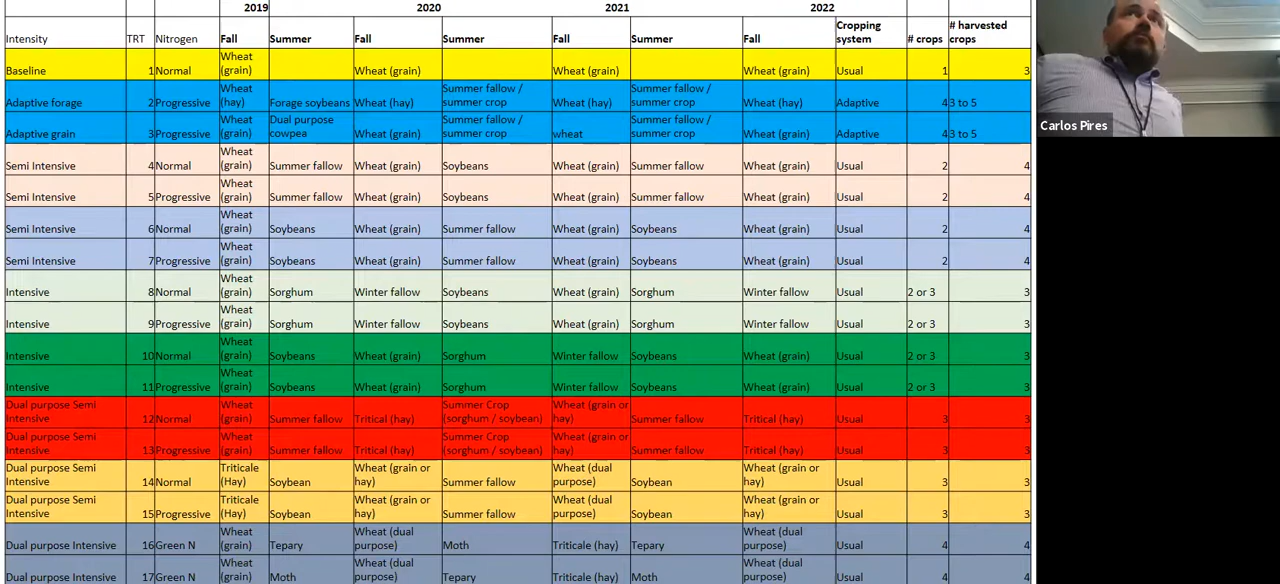 2019 2020 2021 2022
Intensity TRT Nitrogen Fall Summer Fall Summer Fall Summer Fall Cropping system # crops # harvested crops
Baseline 1 Normal Wheat (grain) Wheat (grain) Wheat (grain) Wheat (grain) Usual 1 3
Adaptive forage 2 Progressive Wheat (hay) Forage soybeans Wheat (hay) Summer fallow / summer crop Wheat (hay) Summer fallow / summer crop Wheat (hay) Adaptive 4 3 to 5
Adaptive grain 3 Progressive Wheat (grain) Dual purpose cowpea Wheat (grain) Summer fallow / summer crop wheat Summer fallow / summer crop Wheat (grain) Adaptive 4 3 to 5
Semi Intensive 4 Normal Wheat (grain) Summer fallow Wheat (grain) Soybeans Wheat (grain) Summer fallow Wheat (grain) Usual 2 4
Semi Intensive 5 Progressive Wheat (grain) Summer fallow Wheat (grain) Soybeans Wheat (grain) Summer fallow Wheat (grain) Usual 2 4
Semi Intensive 6 Normal Wheat (grain) Soybeans Wheat (grain) Summer fallow Wheat (grain) Soybeans Wheat (grain) Usual 2 4
Semi Intensive 7 Progressive Wheat (grain) Soybeans Wheat (grain) Summer fallow Wheat (grain) Soybeans Wheat (grain) Usual 2 4
Intensive 8 Normal Wheat (grain) Sorghum Winter fallow Soybeans Wheat (grain) Sorghum Winter fallow Usual 2 or 3 3
Intensive 9 Progressive Wheat (grain) Sorghum Winter fallow Soybeans Wheat (grain) Sorghum Winter fallow Usual 2 or 3 3
Intensive 10 Normal Wheat (grain) Soybeans Wheat (grain) Sorghum Winter fallow Soybeans Wheat (grain) Usual 2 or 3 3
Intensive 11 Progressive Wheat (grain) Soybeans Wheat (grain) Sorghum Winter fallow Soybeans Wheat (grain) Usual 2 or 3 3
Dual purpose Semi Intensive 12 Normal Wheat (grain) Summer fallow Tritical (hay) Summer Crop (sorghum / soybean) Wheat (grain or hay) Summer fallow Tritical (hay) Usual 3 3
Dual purpose Semi Intensive 13 Progressive Wheat (grain) Summer fallow Tritical (hay) Summer Crop (sorghum / soybean) Wheat (grain or hay) Summer fallow Tritical (hay) Usual 3 3
Dual purpose Semi Intensive 14 Normal Triticale (Hay) Soybean Wheat (grain or hay) Summer fallow Wheat (dual purpose) Soybean Wheat (grain or hay) Usual 3 3
Dual purpose Semi Intensive 15 Progressive Triticale (Hay) Soybean Wheat (grain or hay) Summer fallow Wheat (dual purpose) Soybean Wheat (grain or hay) Usual 3 3
Dual purpose Intensive 16 Green N Wheat (grain) Tepary Wheat (dual purpose) Moth Triticale (hay) Tepary Wheat (dual purpose) Usual 4 4
Dual purpose Intensive 17 Green N Wheat (grain) Moth Wheat (dual purpose) Tepary Triticale (hay) Moth Wheat (dual purpose) Usual 4 4
Carlos Pires